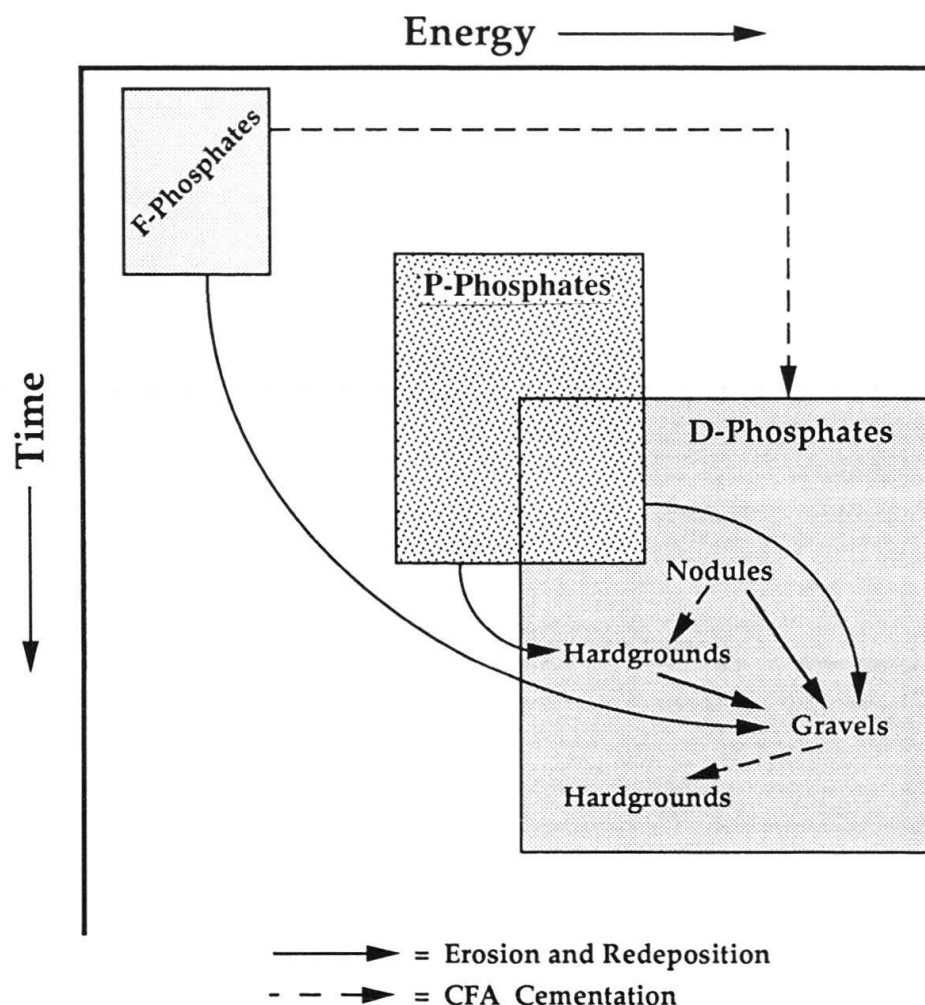 Energy
F-Phosphates
P-Phosphates
Time
D-Phosphates
Nodules
Hardgrounds
Gravels
Hardgrounds
= Erosion and Redeposition
= CFA Cementation